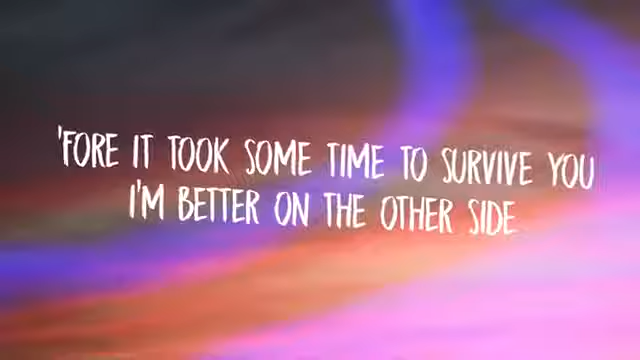 'FORE IT TOOK SOME TIME TO SURVIVE YOU
I'M BETTER ON THE OTHER SIDE